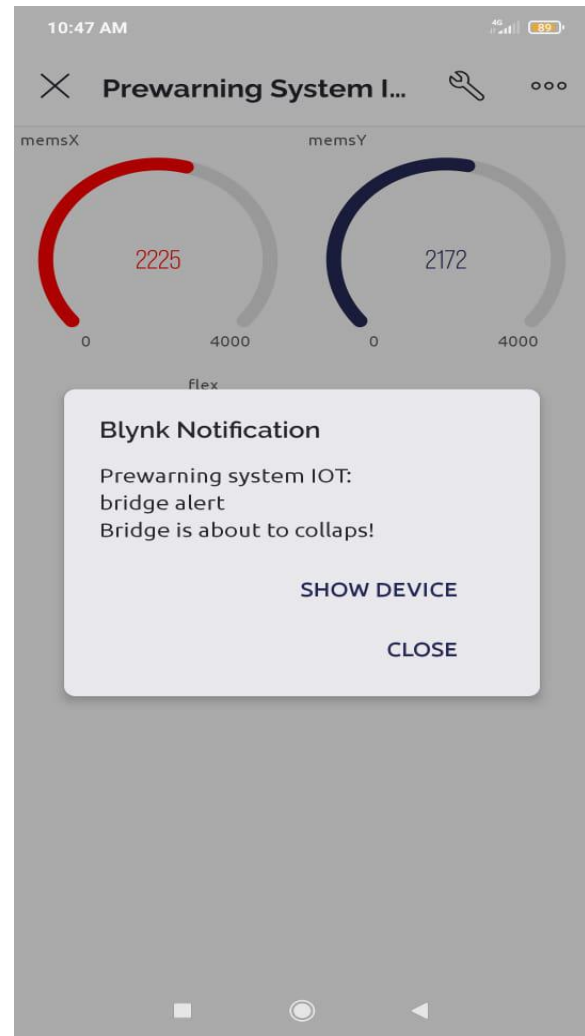 10:47 AM 4G 89
Prewarning System I...
memsX memsY
2225 2172
0 4000 0 4000
flex
Blynk Notification
Prewarning system IOT:
bridge alert
Bridge is about to collaps!
SHOW DEVICE
CLOSE